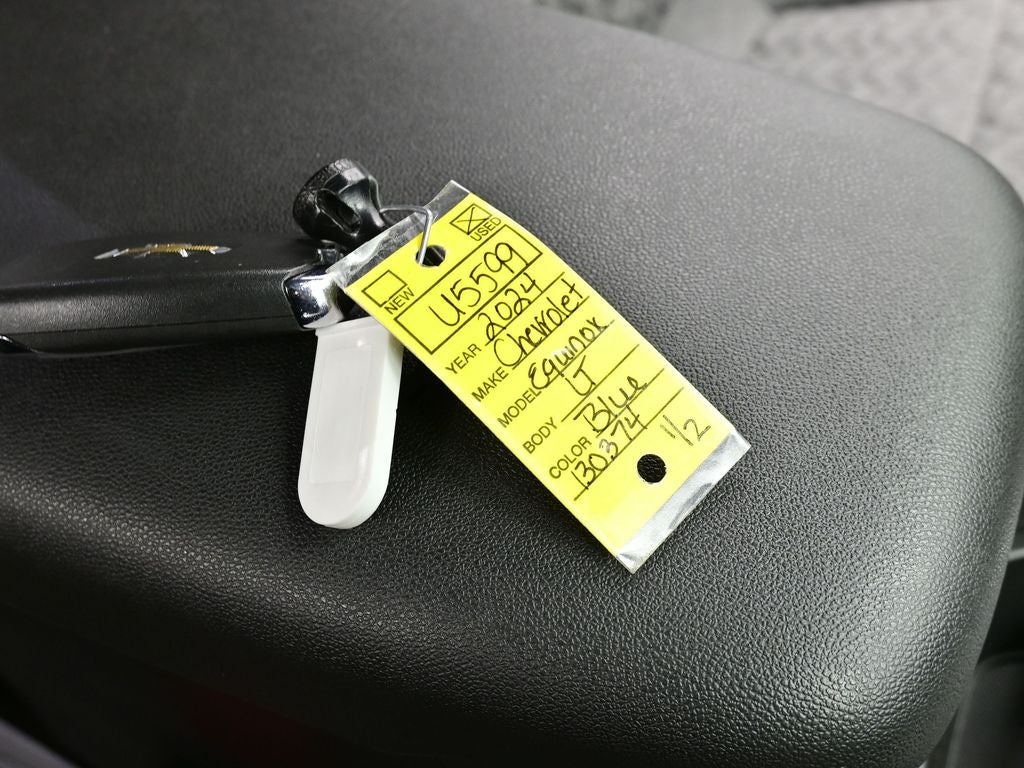 USED
NEW
U5599
YEAR 2024
MAKE Chevrolet
MODEL Equinox
BODY LT
COLOR Blue
130374 1/2